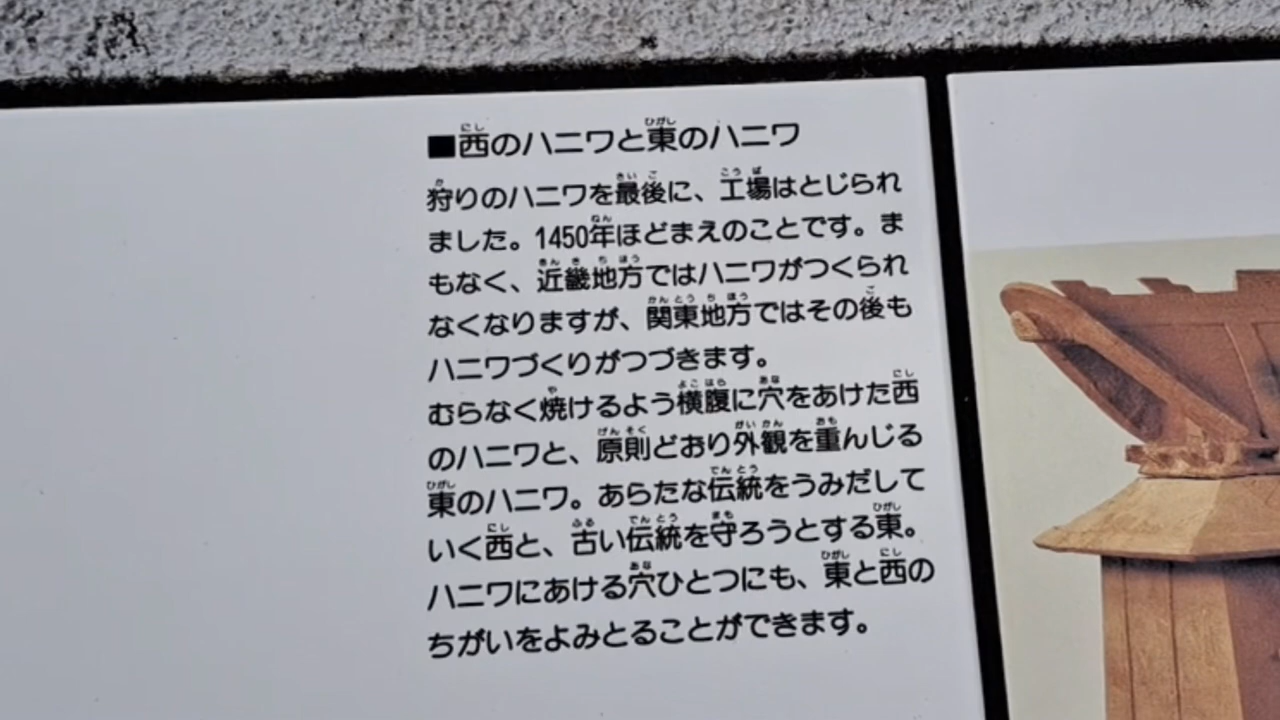 ■西のハニワと東のハニワ
狩りのハニワを最後に、工場はとじられ
ました。1450年ほどまえのことです。ま
もなく、近畿地方ではハニワがつくられ
なくなりますが、関東地方ではその後も
ハニワづくりがつづきます。
むらなく焼けるよう横腹に穴をあけた西
のハニワと、原則どおり外観を重んじる
東のハニワ。あらたな伝統をうみだして
いく西と、古い伝統を守ろうとする東。
ハニワにあける穴ひとつにも、東と西の
ちがいをよみとることができます。